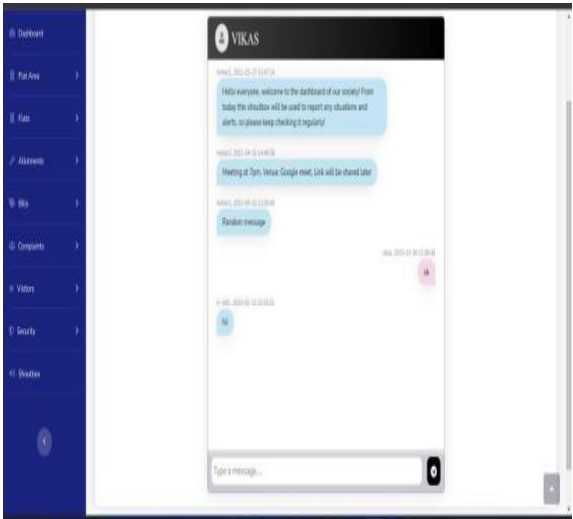 Dashboard
Flat Area
Flats
Allotments
Bills
Complaints
Visitors
Security
Shoutbox
VIKAS
Hello everyone, welcome to the dashboard of our society! From
today this shoutbox will be used to report any situations and
alerts, so please keep checking it regularly!
Meeting at 7pm, Venue: Google meet, Link will be shared later
Random message
ok
hii
Type a message...